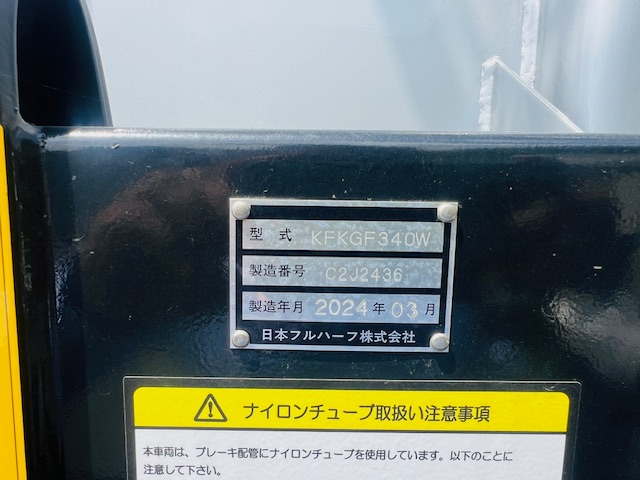 型式 KFKGF340W
製造番号 C2J2436
製造年月 2024年03月
日本フルハーフ株式会社
ナイロンチューブ取扱い注意事項
本車両は、ブレーキ配管にナイロンチューブを使用しています。以下のことに
注意して下さい。